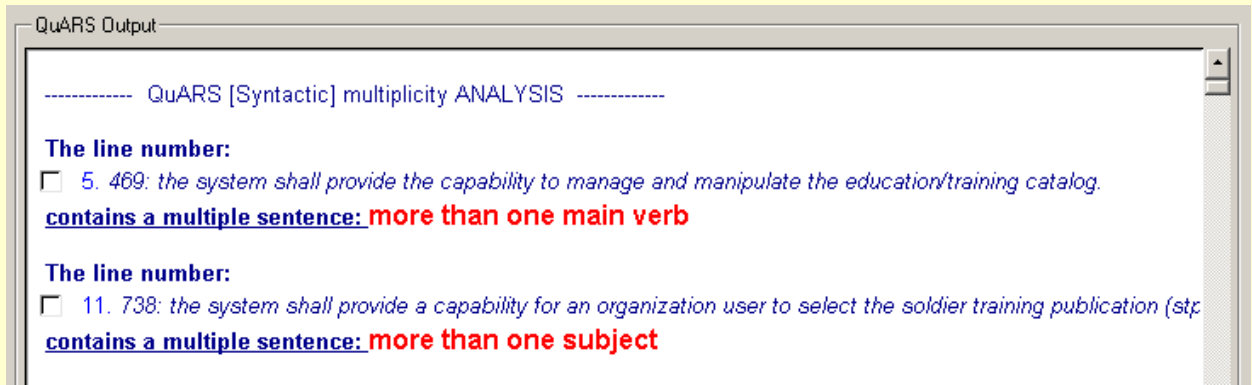 QuARS Output
------------- QuARS [Syntactic] multiplicity ANALYSIS -------------
The line number:
5. 469: the system shall provide the capability to manage and manipulate the education/training catalog.
contains a multiple sentence: more than one main verb
The line number:
11. 738: the system shall provide a capability for an organization user to select the soldier training publication (stp
contains a multiple sentence: more than one subject